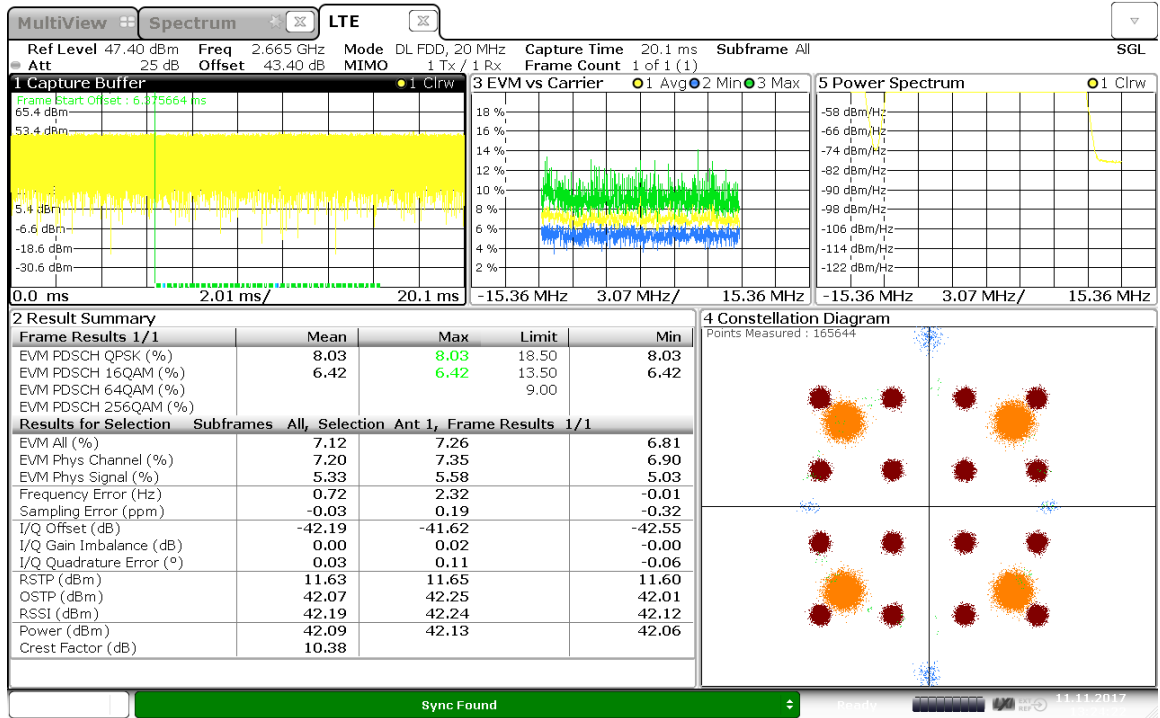 MultiView Spectrum LTE
Ref Level 47.40 dBm Freq 2.665 GHz Mode DL FDD, 20 MHz Capture Time 20.1 ms Subframe All SGL
Att 25 dB Offset 43.40 dB MIMO 1 Tx / 1 Rx Frame Count 1 of 1 (1)
1 Capture Buffer 1 Clrw
Frame Start Offset : 6.375664 ms
65.4 dBm
53.4 dBm
5.4 dBm
-6.6 dBm
-18.6 dBm
-30.6 dBm
0.0 ms 2.01 ms/ 20.1 ms
3 EVM vs Carrier 1 Avg 2 Min 3 Max
18 %
16 %
14 %
12 %
10 %
8 %
6 %
4 %
2 %
-15.36 MHz 3.07 MHz/ 15.36 MHz
5 Power Spectrum 1 Clrw
-58 dBm/Hz
-66 dBm/Hz
-74 dBm/Hz
-82 dBm/Hz
-90 dBm/Hz
-98 dBm/Hz
-106 dBm/Hz
-114 dBm/Hz
-122 dBm/Hz
-15.36 MHz 3.07 MHz/ 15.36 MHz
2 Result Summary
Frame Results 1/1 Mean Max Limit Min
EVM PDSCH QPSK (%) 8.03 8.03 18.50 8.03
EVM PDSCH 16QAM (%) 6.42 6.42 13.50 6.42
EVM PDSCH 64QAM (%) 9.00
EVM PDSCH 256QAM (%)
Results for Selection Subframes All, Selection Ant 1, Frame Results 1/1
EVM All (%) 7.12 7.26 6.81
EVM Phys Channel (%) 7.20 7.35 6.90
EVM Phys Signal (%) 5.33 5.58 5.03
Frequency Error (Hz) 0.72 2.32 -0.01
Sampling Error (ppm) -0.03 0.19 -0.32
I/Q Offset (dB) -42.19 -41.62 -42.55
I/Q Gain Imbalance (dB) 0.00 0.02 -0.00
I/Q Quadrature Error (º) 0.03 0.11 -0.06
RSTP (dBm) 11.63 11.65 11.60
OSTP (dBm) 42.07 42.25 42.01
RSSI (dBm) 42.19 42.24 42.12
Power (dBm) 42.09 42.13 42.06
Crest Factor (dB) 10.38
4 Constellation Diagram
Points Measured : 165644
Sync Found
Ready
LXI
11.11.2017